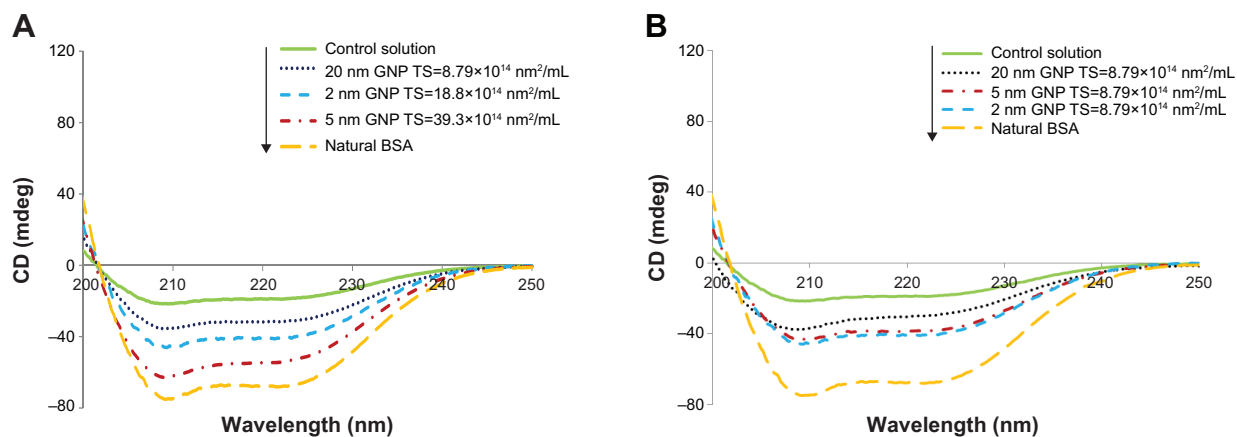 A
Control solution
20 nm GNP TS=8.79×10¹⁴ nm²/mL
2 nm GNP TS=18.8×10¹⁴ nm²/mL
5 nm GNP TS=39.3×10¹⁴ nm²/mL
Natural BSA
120
80
40
0
–40
–80
200
210
220
230
240
250
CD (mdeg)
Wavelength (nm)
B
Control solution
20 nm GNP TS=8.79×10¹⁴ nm²/mL
5 nm GNP TS=8.79×10¹⁴ nm²/mL
2 nm GNP TS=8.79×10¹⁴ nm²/mL
Natural BSA
120
80
40
0
–40
–80
200
210
220
230
240
250
CD (mdeg)
Wavelength (nm)